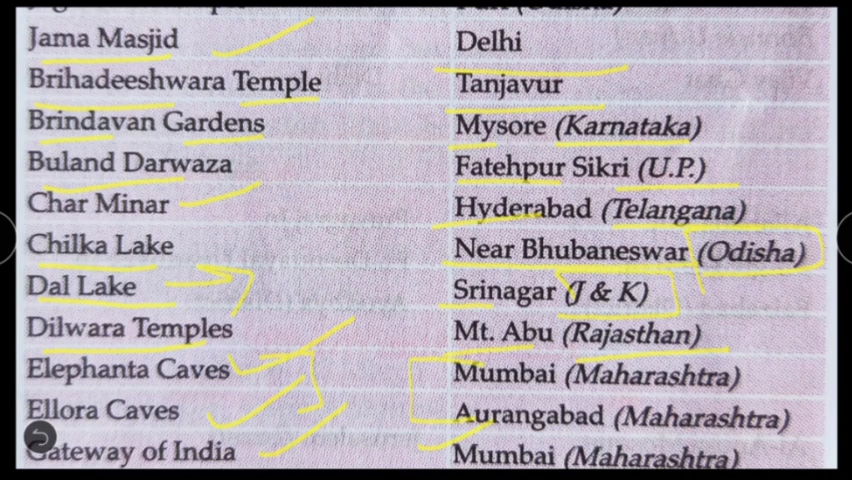 Jama Masjid Delhi
Brihadeeshwara Temple Tanjavur
Brindavan Gardens Mysore (Karnataka)
Buland Darwaza Fatehpur Sikri (U.P.)
Char Minar Hyderabad (Telangana)
Chilka Lake Near Bhubaneswar (Odisha)
Dal Lake Srinagar (J & K)
Dilwara Temples Mt. Abu (Rajasthan)
Elephanta Caves Mumbai (Maharashtra)
Ellora Caves Aurangabad (Maharashtra)
Gateway of India Mumbai (Maharashtra)